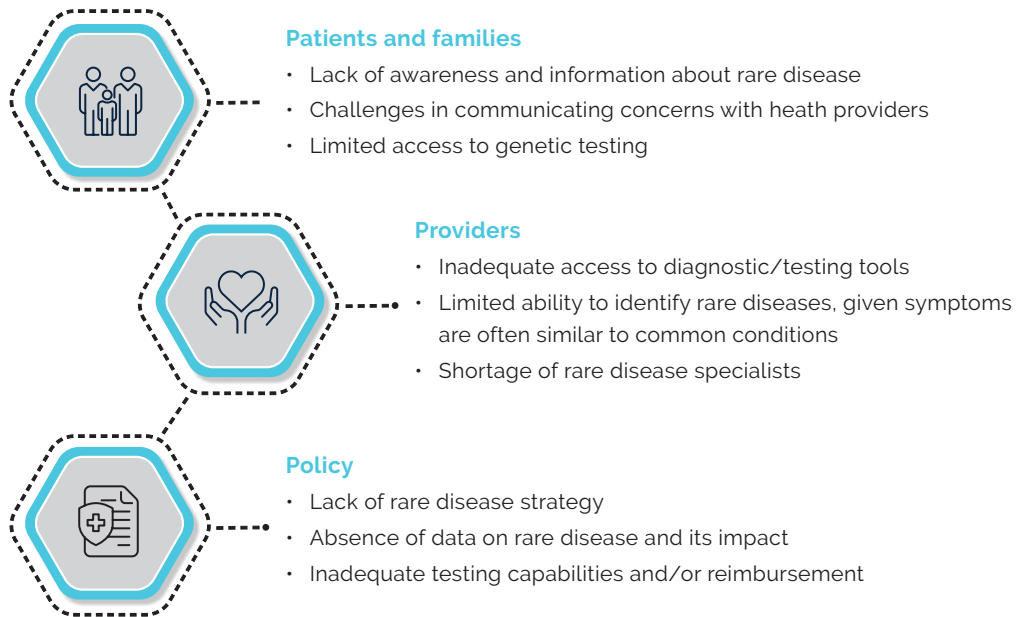 Patients and families
• Lack of awareness and information about rare disease
• Challenges in communicating concerns with heath providers
• Limited access to genetic testing
Providers
• Inadequate access to diagnostic/testing tools
• Limited ability to identify rare diseases, given symptoms
are often similar to common conditions
• Shortage of rare disease specialists
Policy
• Lack of rare disease strategy
• Absence of data on rare disease and its impact
• Inadequate testing capabilities and/or reimbursement